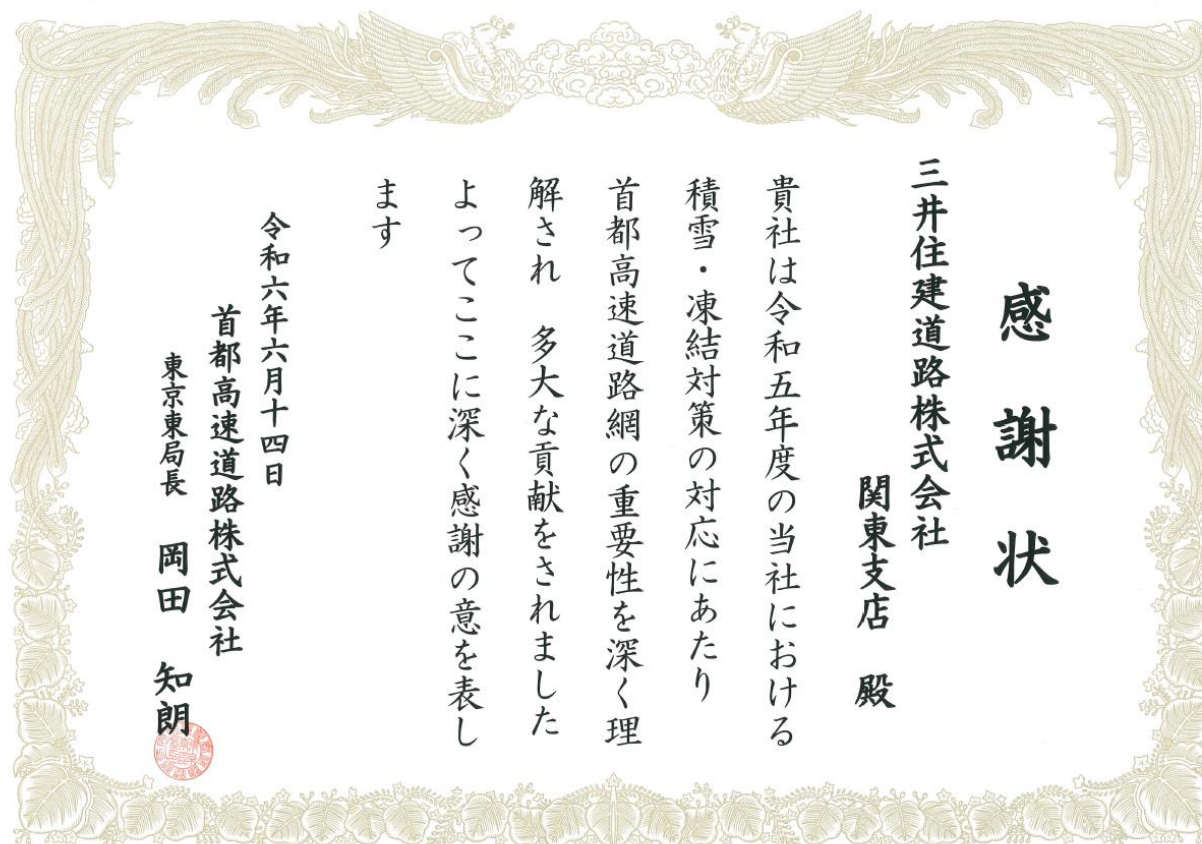 感謝状
三井住建道路株式会社
関東支店　殿
貴社は令和五年度の当社における
積雪・凍結対策の対応にあたり
首都高速道路網の重要性を深く理
解され　多大な貢献をされました
よってここに深く感謝の意を表し
ます
令和六年六月十四日
首都高速道路株式会社
東京東局長　岡田　知朗